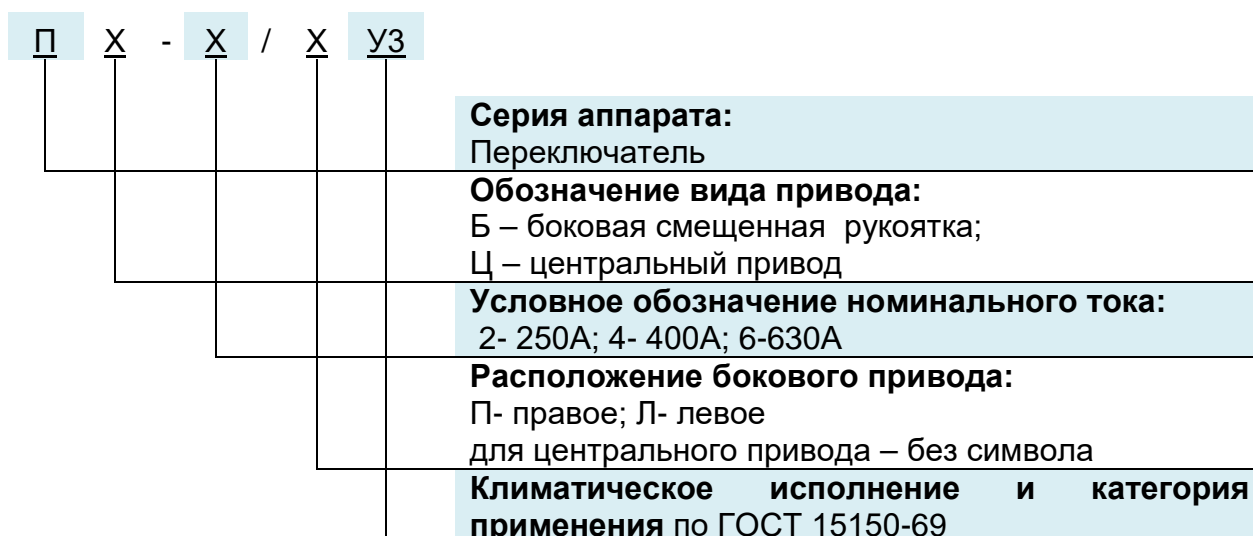 П Х - Х / Х УЗ
Серия аппарата:
Переключатель
Обозначение вида привода:
Б – боковая смещенная рукоятка;
Ц – центральный привод
Условное обозначение номинального тока:
2- 250А; 4- 400А; 6-630А
Расположение бокового привода:
П- правое; Л- левое
для центрального привода – без символа
Климатическое исполнение и категория
применения по ГОСТ 15150-69